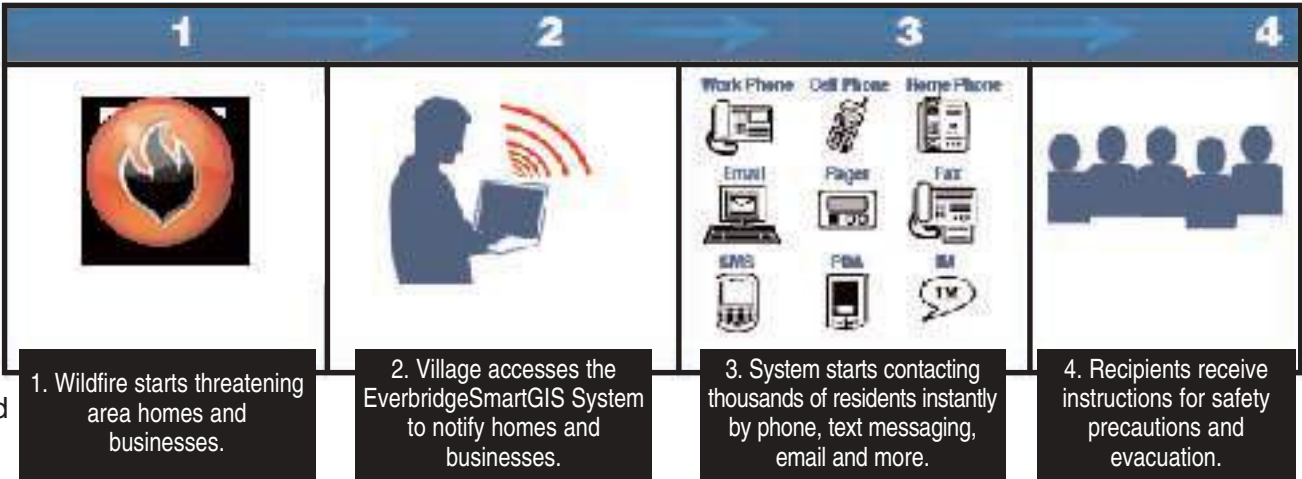 1 2 3 4
Work Phone Cell Phone Home Phone
Email Pager Fax
SMS PDA IM
IM
d
1. Wildfire starts threatening
area homes and
businesses.
2. Village accesses the
EverbridgeSmartGIS System
to notify homes and
businesses.
3. System starts contacting
thousands of residents instantly
by phone, text messaging,
email and more.
4. Recipients receive
instructions for safety
precautions and
evacuation.